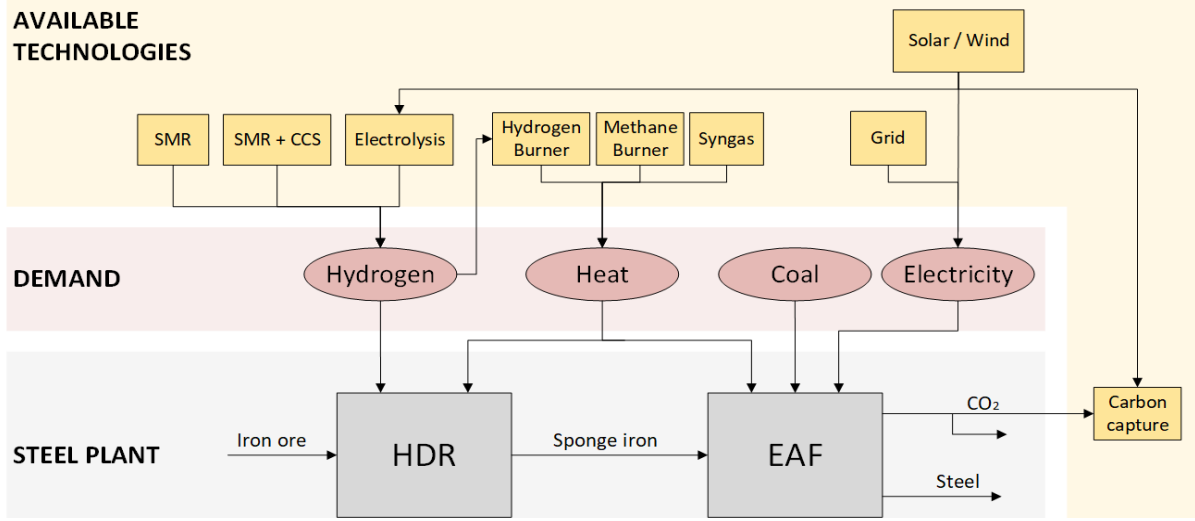 AVAILABLE
TECHNOLOGIES
Solar / Wind
SMR
SMR + CCS
Electrolysis
Hydrogen
Burner
Methane
Burner
Syngas
Grid
DEMAND
Hydrogen
Heat
Coal
Electricity
STEEL PLANT
Iron ore
HDR
Sponge iron
EAF
CO₂
Steel
Carbon
capture